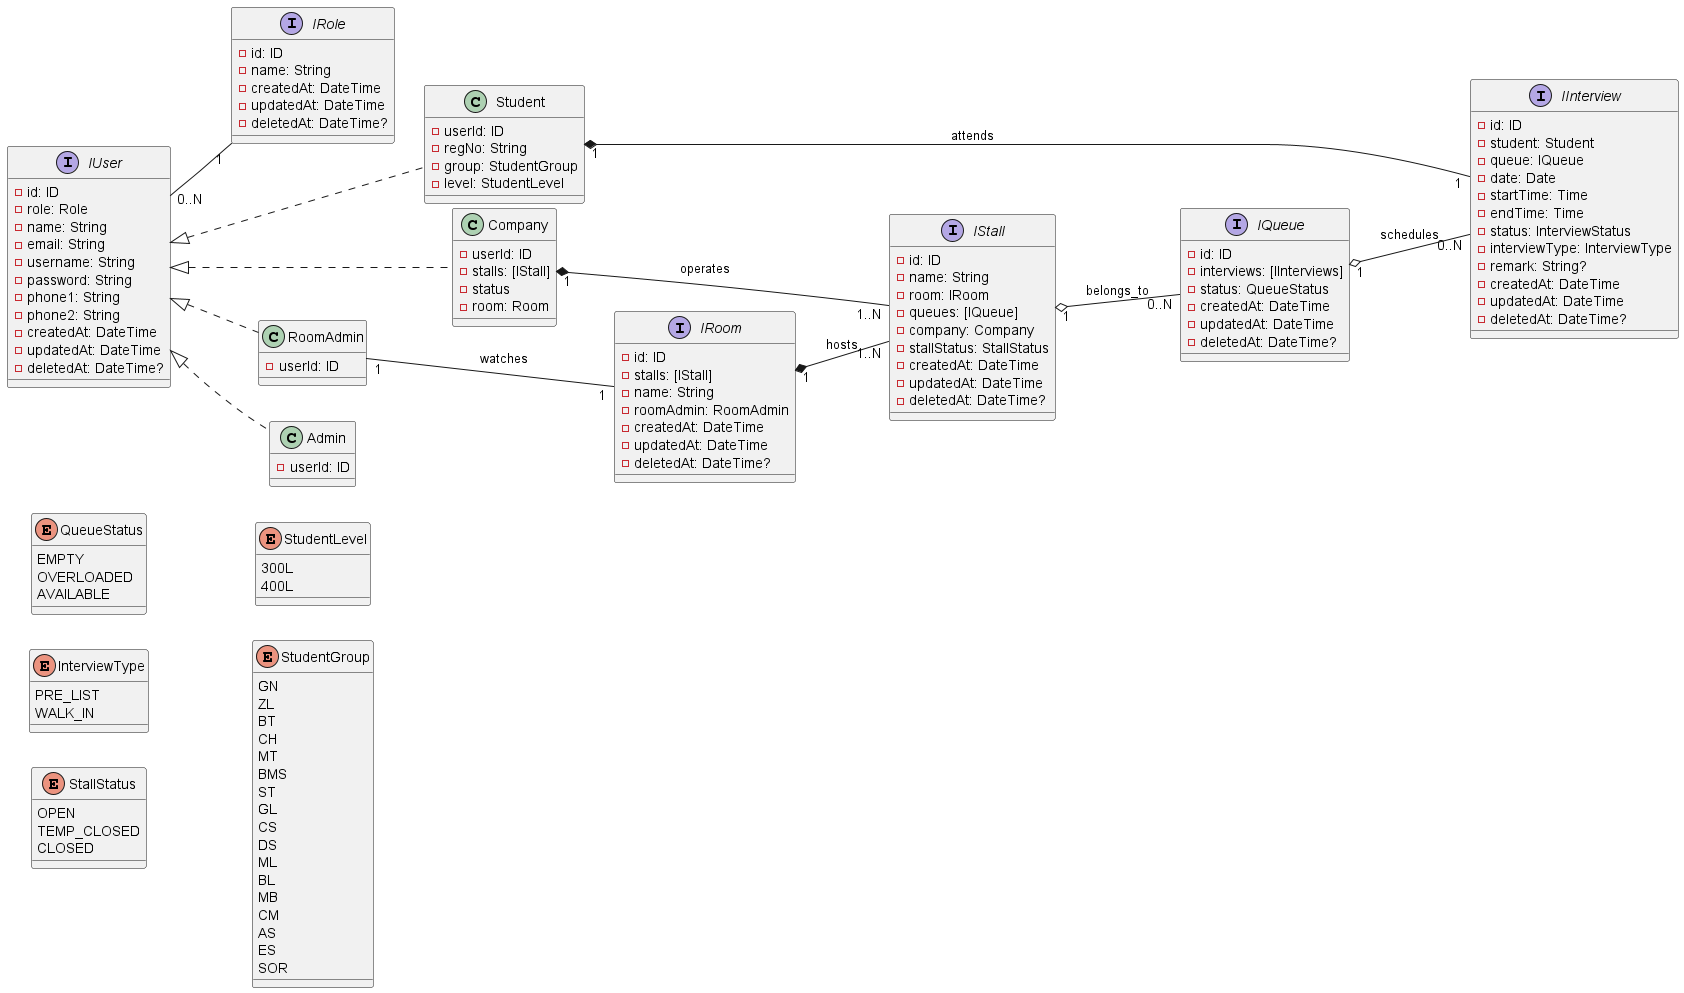 I IRole
id: ID
name: String
createdAt: DateTime
updatedAt: DateTime
deletedAt: DateTime?
1
0..N
I IUser
id: ID
role: Role
name: String
email: String
username: String
password: String
phone1: String
phone2: String
createdAt: DateTime
updatedAt: DateTime
deletedAt: DateTime?
C Student
userId: ID
regNo: String
group: StudentGroup
level: StudentLevel
1
attends
1
C Company
userId: ID
stalls: [IStall]
status
room: Room
1
operates
1..N
C RoomAdmin
userId: ID
1
watches
1
C Admin
userId: ID
I IRoom
id: ID
stalls: [IStall]
name: String
roomAdmin: RoomAdmin
createdAt: DateTime
updatedAt: DateTime
deletedAt: DateTime?
1
hosts
1..N
I IStall
id: ID
name: String
room: IRoom
queues: [IQueue]
company: Company
stallStatus: StallStatus
createdAt: DateTime
updatedAt: DateTime
deletedAt: DateTime?
1
belongs_to
0..N
I IQueue
id: ID
interviews: [IInterviews]
status: QueueStatus
createdAt: DateTime
updatedAt: DateTime
deletedAt: DateTime?
1
schedules
0..N
I IInterview
id: ID
student: Student
queue: IQueue
date: Date
startTime: Time
endTime: Time
status: InterviewStatus
interviewType: InterviewType
remark: String?
createdAt: DateTime
updatedAt: DateTime
deletedAt: DateTime?
E QueueStatus
EMPTY
OVERLOADED
AVAILABLE
E StudentLevel
300L
400L
E InterviewType
PRE_LIST
WALK_IN
E StallStatus
OPEN
TEMP_CLOSED
CLOSED
E StudentGroup
GN
ZL
BT
CH
MT
BMS
ST
GL
CS
DS
ML
BL
MB
CM
AS
ES
SOR